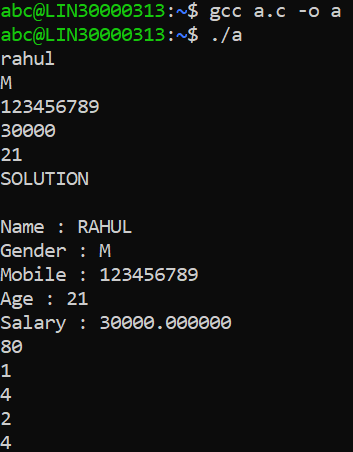 abc@LIN30000313:~$ gcc a.c -o a
abc@LIN30000313:~$ ./a
rahul
M
123456789
30000
21
SOLUTION
Name : RAHUL
Gender : M
Mobile : 123456789
Age : 21
Salary : 30000.000000
80
1
4
2
4